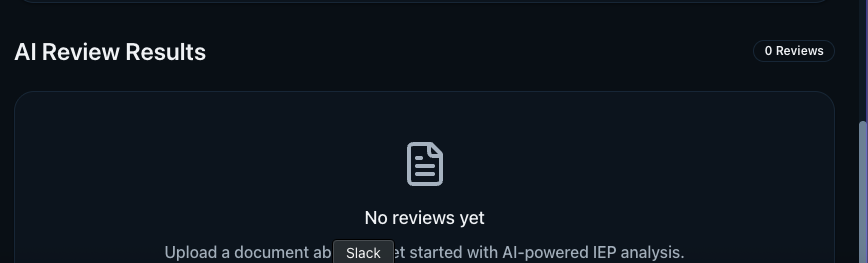 AI Review Results
0 Reviews
No reviews yet
Upload a document ab
Slack
et started with AI-powered IEP analysis.